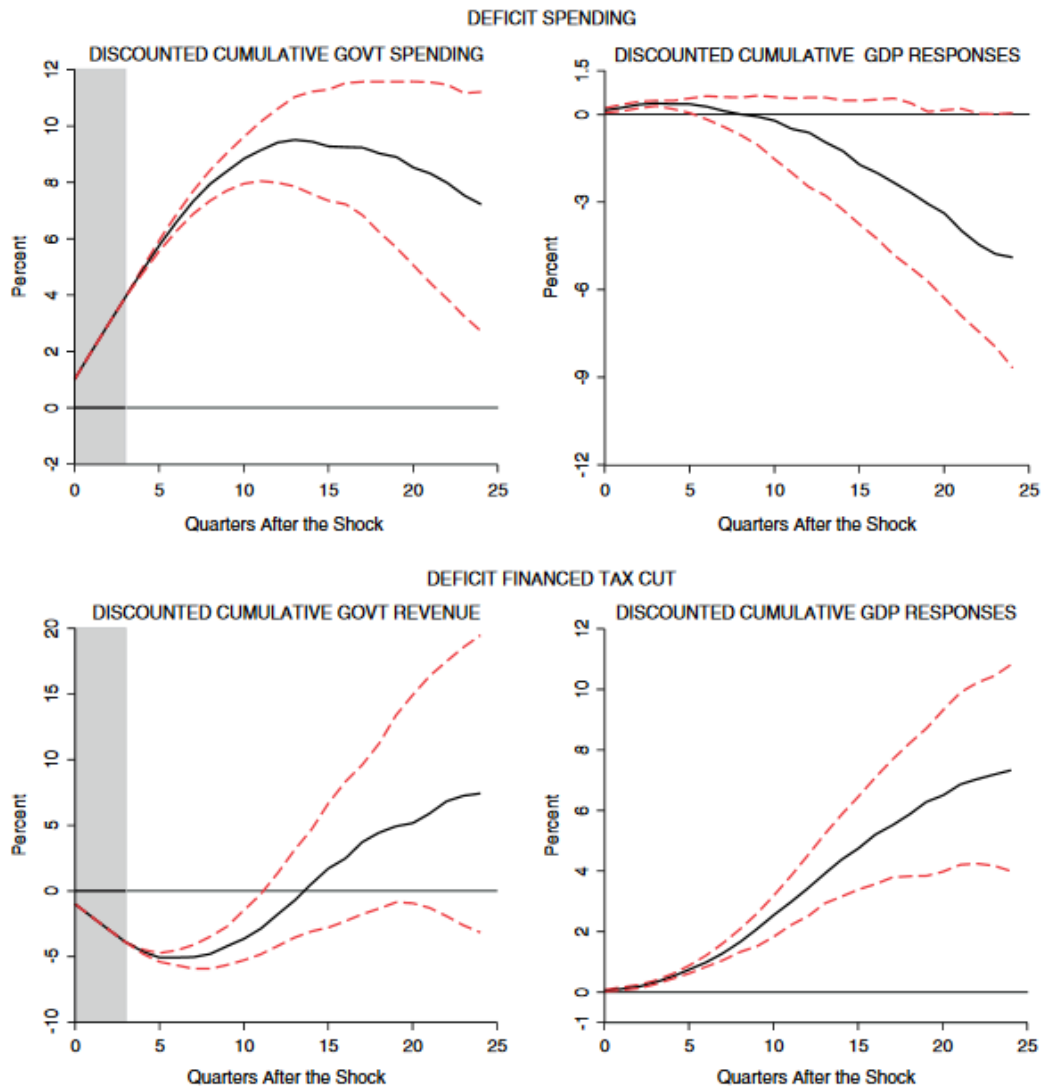 DEFICIT SPENDING
DISCOUNTED CUMULATIVE GOVT SPENDING
Percent
12
10
8
6
4
2
0
-2
0 5 10 15 20 25
Quarters After the Shock
DISCOUNTED CUMULATIVE GDP RESPONSES
Percent
1.5
0
-3
-6
-9
-12
0 5 10 15 20 25
Quarters After the Shock
DEFICIT FINANCED TAX CUT
DISCOUNTED CUMULATIVE GOVT REVENUE
Percent
20
15
10
5
0
-5
-10
0 5 10 15 20 25
Quarters After the Shock
DISCOUNTED CUMULATIVE GDP RESPONSES
Percent
12
10
8
6
4
2
0
-1
0 5 10 15 20 25
Quarters After the Shock